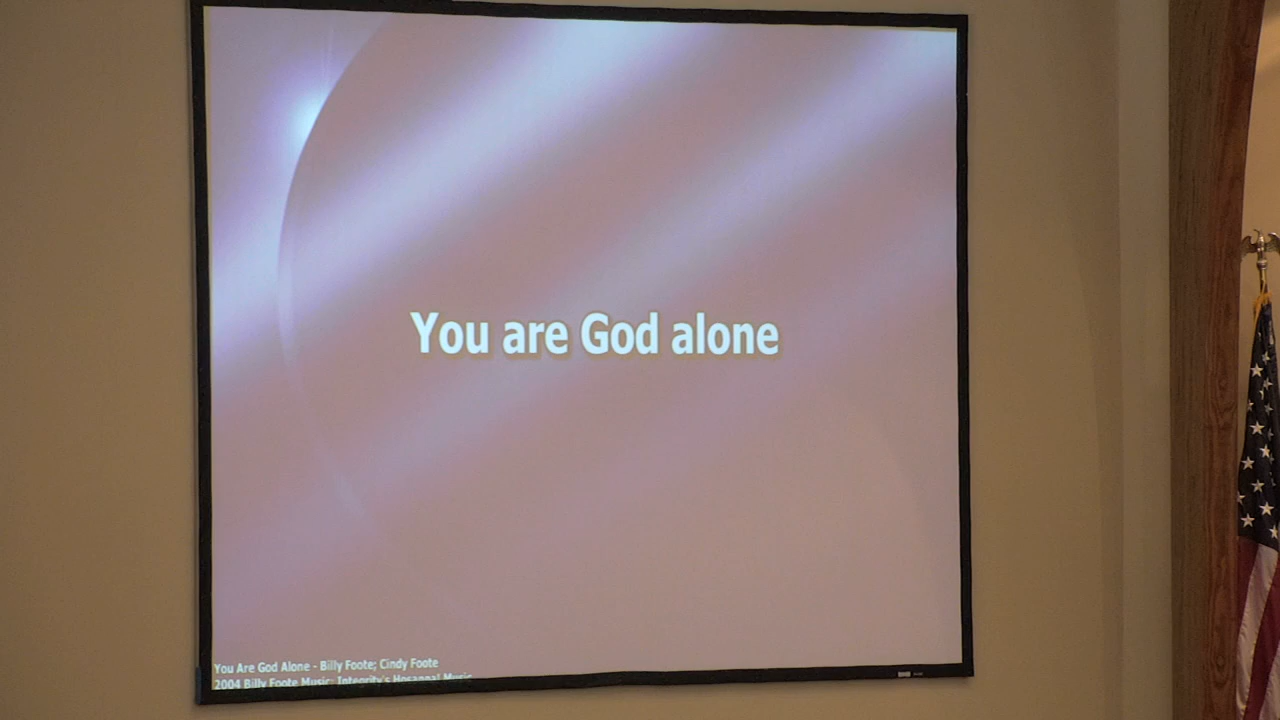 You are God alone
You Are God Alone - Billy Foote; Cindy Foote
2004 Billy Foote Music; Integrity's Hosanna! Music